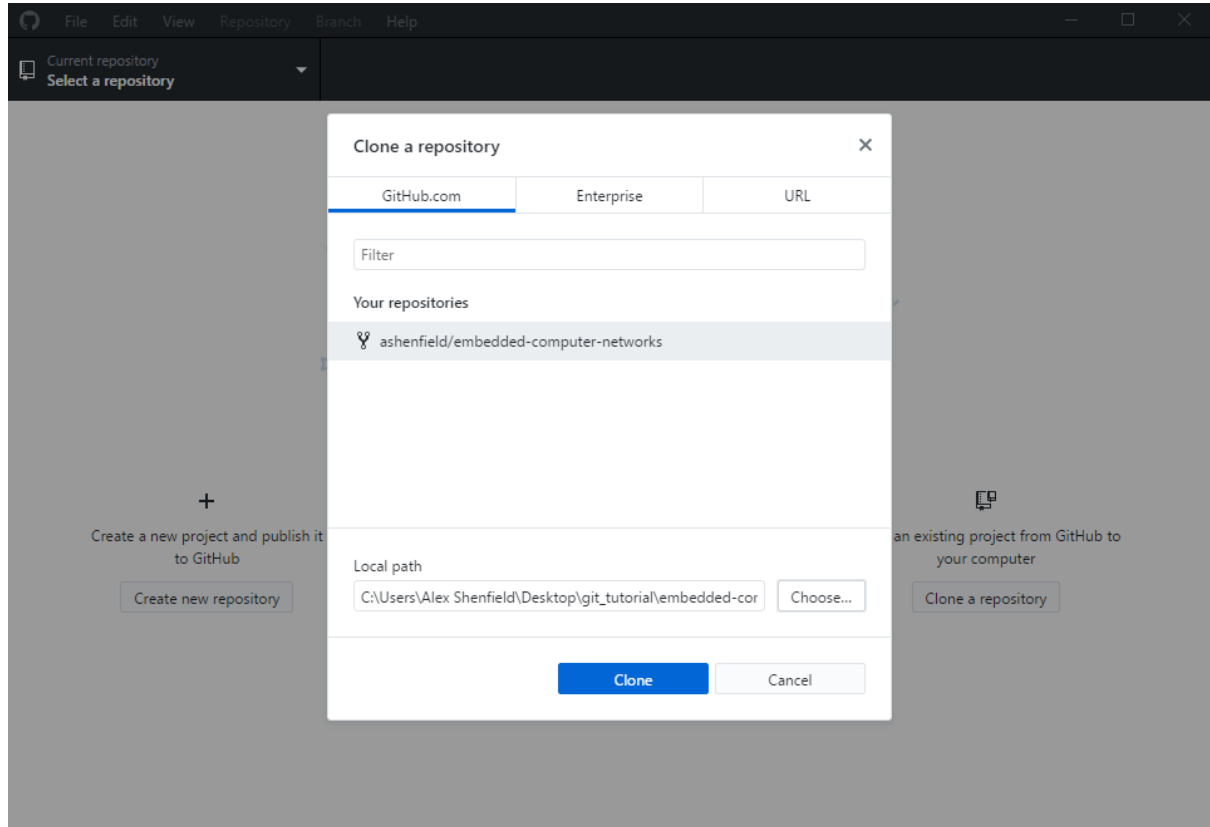 File Edit View Repository Branch Help
Current repository
Select a repository
Clone a repository
GitHub.com Enterprise URL
Filter
Your repositories
ashenfield/embedded-computer-networks
Create a new project and publish it
to GitHub
Create new repository
an existing project from GitHub to
your computer
Clone a repository
Local path
C:\Users\Alex Shenfield\Desktop\git_tutorial\embedded-cor
Choose...
Clone Cancel